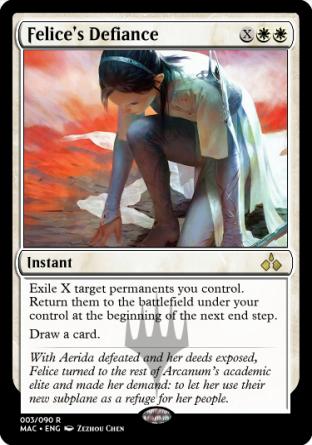 Felice's Defiance XWW
Instant
Exile X target permanents you control.
Return them to the battlefield under your
control at the beginning of the next end step.
Draw a card.
With Aerida defeated and her deeds exposed,
Felice turned to the rest of Arcanum's academic
elite and made her demand: to let her use their
new subplane as a refuge for her people.
003/090 R
MAC • ENG Zezhou Chen